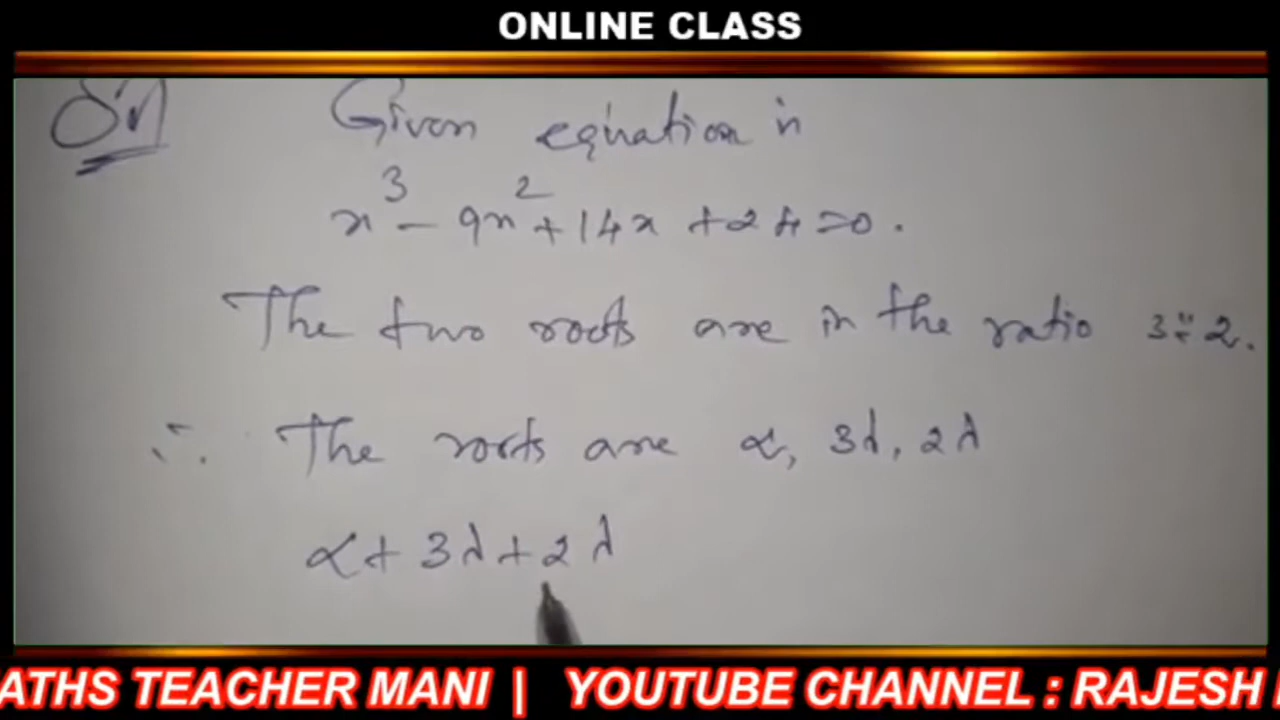 ONLINE CLASS
Sol Given equation is
x³ - 9x² + 14x + 24 = 0.
The two roots are in the ratio 3:2.
∴ The roots are α, 3λ, 2λ
α + 3λ + 2λ
ATHS TEACHER MANI | YOUTUBE CHANNEL : RAJESH